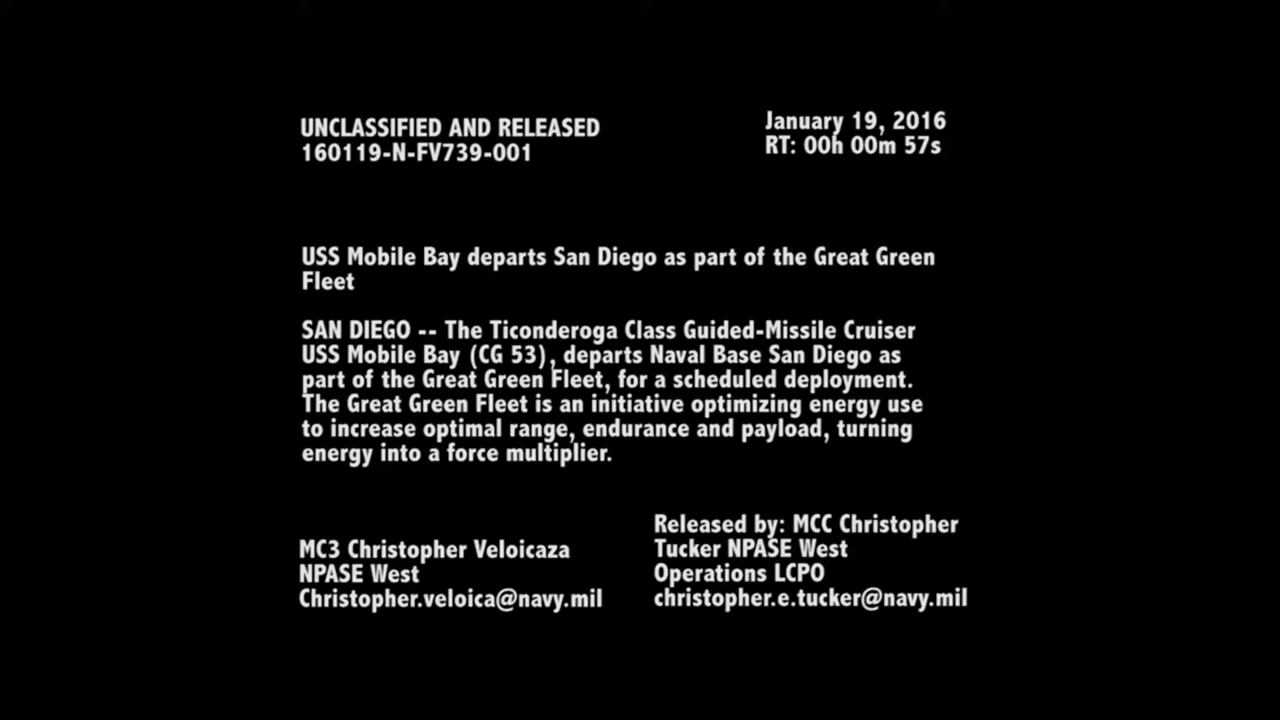 UNCLASSIFIED AND RELEASED
160119-N-FV739-001
January 19, 2016
RT: 00h 00m 57s
USS Mobile Bay departs San Diego as part of the Great Green
Fleet
SAN DIEGO -- The Ticonderoga Class Guided-Missile Cruiser
USS Mobile Bay (CG 53), departs Naval Base San Diego as
part of the Great Green Fleet, for a scheduled deployment.
The Great Green Fleet is an initiative optimizing energy use
to increase optimal range, endurance and payload, turning
energy into a force multiplier.
MC3 Christopher Veloicaza
NPASE West
Christopher.veloica@navy.mil
Released by: MCC Christopher
Tucker NPASE West
Operations LCPO
christopher.e.tucker@navy.mil